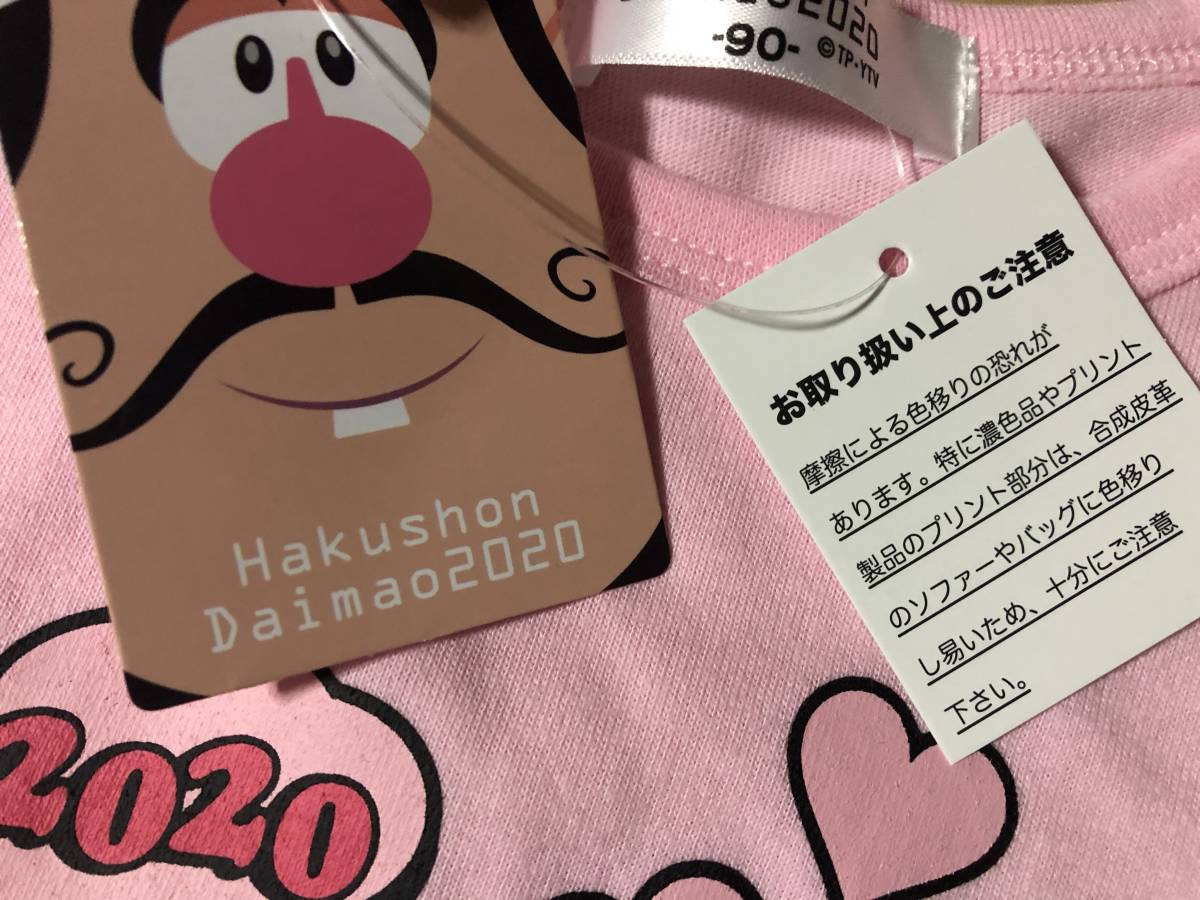 2020
-90-
©TP・YTV
Hakushon
Daimao2020
お取り扱い上のご注意
摩擦による色移りの恐れが
あります。特に濃色品やプリント
製品のプリント部分は、合成皮革
のソファーやバッグに色移り
し易いため、十分にご注意
下さい。
2020